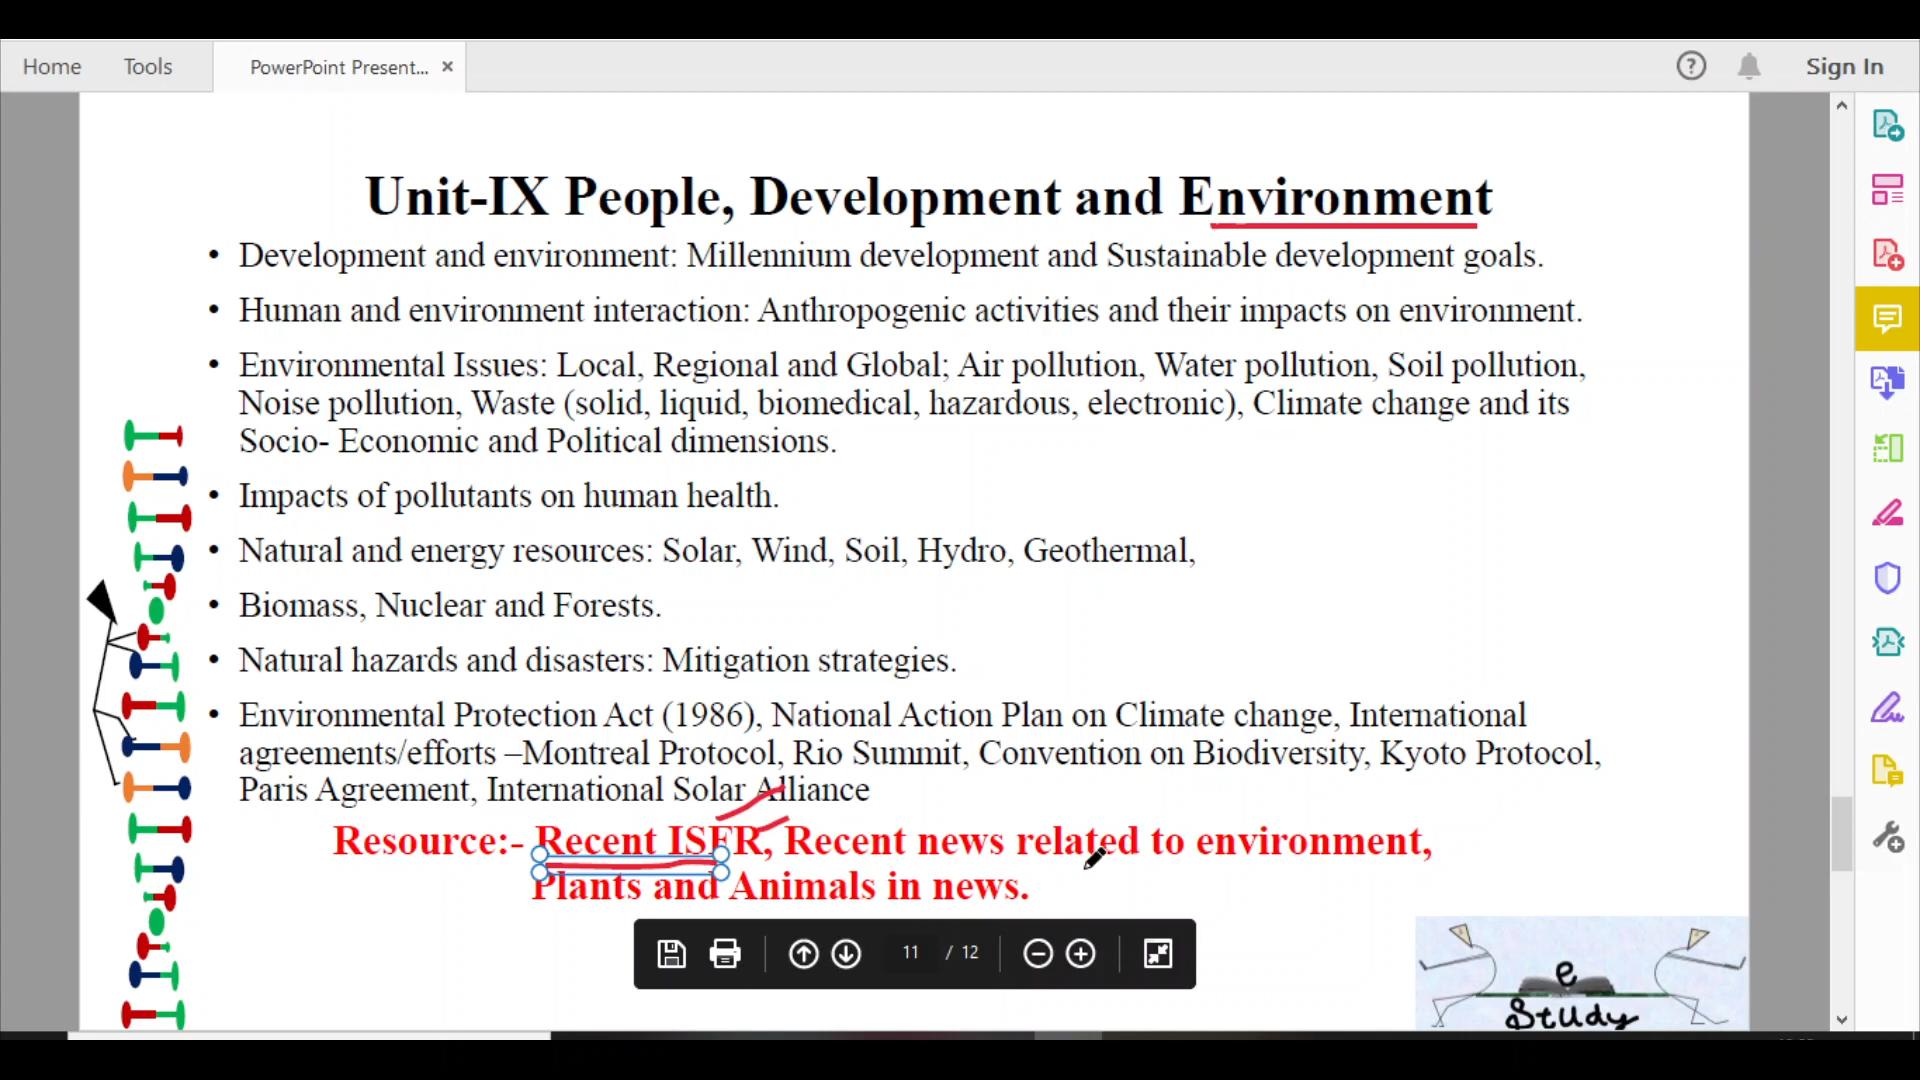 Home Tools PowerPoint Present... × ? Sign In
Unit-IX People, Development and Environment
• Development and environment: Millennium development and Sustainable development goals.
• Human and environment interaction: Anthropogenic activities and their impacts on environment.
• Environmental Issues: Local, Regional and Global; Air pollution, Water pollution, Soil pollution,
Noise pollution, Waste (solid, liquid, biomedical, hazardous, electronic), Climate change and its
Socio- Economic and Political dimensions.
• Impacts of pollutants on human health.
• Natural and energy resources: Solar, Wind, Soil, Hydro, Geothermal,
• Biomass, Nuclear and Forests.
• Natural hazards and disasters: Mitigation strategies.
• Environmental Protection Act (1986), National Action Plan on Climate change, International
agreements/efforts –Montreal Protocol, Rio Summit, Convention on Biodiversity, Kyoto Protocol,
Paris Agreement, International Solar Alliance
Resource:- Recent ISFR, Recent news related to environment,
Plants and Animals in news.
11 / 12
e
Study